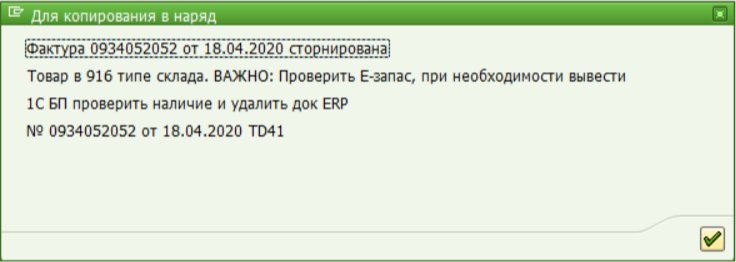 Для копирования в наряд
Фактура 0934052052 от 18.04.2020 сторнирована
Товар в 916 типе склада. ВАЖНО: Проверить Е-запас, при необходимости вывести
1С БП проверить наличие и удалить док ERP
№ 0934052052 от 18.04.2020 TD41